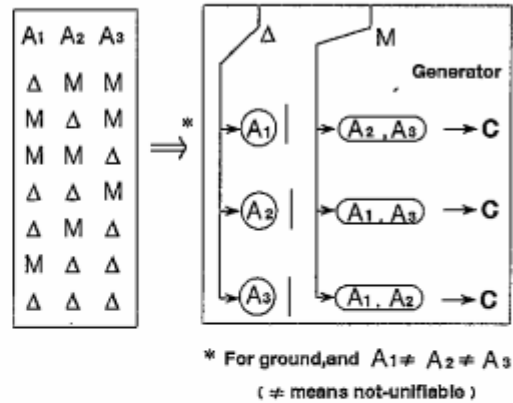 A1 A2 A3
Δ M M
M Δ M
M M Δ
Δ Δ M
Δ M Δ
M Δ Δ
Δ Δ Δ
⇒ *
Δ M
Generator
A1 | A2, A3 → C
A2 | A1, A3 → C
A3 | A1, A2 → C
* For ground,and A1 ≠ A2 ≠ A3
( ≠ means not-unifiable )